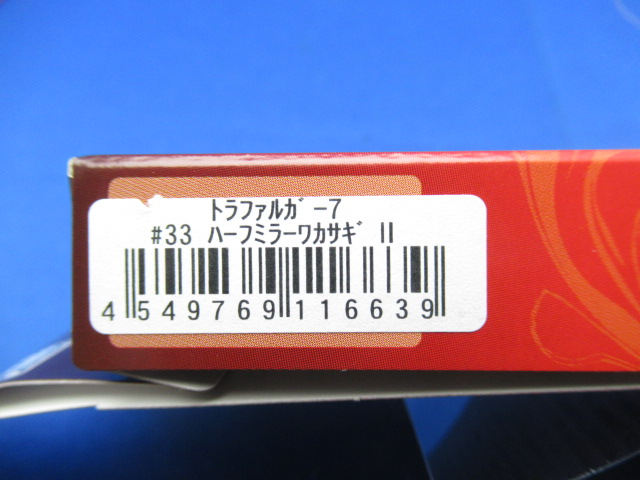 ﾄﾗﾌｧﾙｶﾞｰ7
#33 ﾊｰﾌﾐﾗｰﾜｶｻｷﾞ II
4 549769 116639